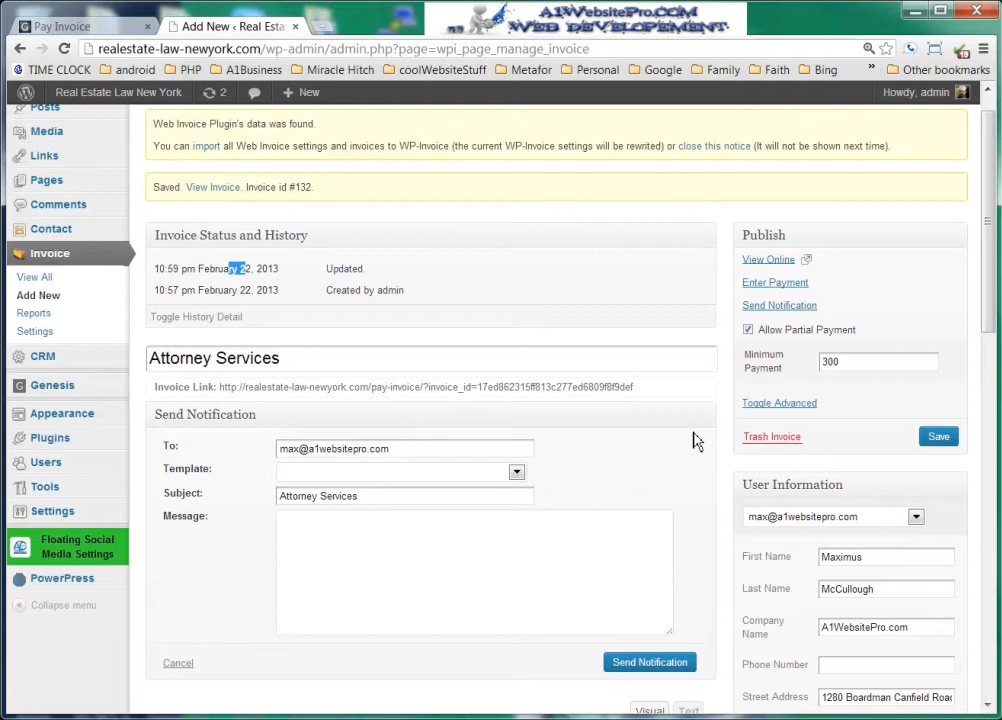 Pay Invoice
Add New ‹ Real Esta
A1WebsitePro.COM
WEB DEVELOPEMENT
realestate-law-newyork.com/wp-admin/admin.php?page=wpi_page_manage_invoice
TIME CLOCK android PHP A1Business Miracle Hitch coolWebsiteStuff Metafor Personal Google Family Faith Bing » Other bookmarks
Real Estate Law New York 2 New Howdy, admin
Posts
Media
Links
Pages
Comments
Contact
Invoice
View All
Add New
Reports
Settings
CRM
Genesis
Appearance
Plugins
Users
Tools
Settings
Floating Social
Media Settings
PowerPress
Collapse menu
Web Invoice Plugin's data was found.
You can import all Web Invoice settings and invoices to WP-Invoice (the current WP-Invoice settings will be rewrited) or close this notice (It will not be shown next time).
Saved. View Invoice. Invoice id #132.
Invoice Status and History
10:59 pm February 22, 2013 Updated.
10:57 pm February 22, 2013 Created by admin
Toggle History Detail
Attorney Services
Invoice Link: http://realestate-law-newyork.com/pay-invoice/?invoice_id=17ed862315ff813c277ed6809f8f9def
Send Notification
To: max@a1websitepro.com
Template:
Subject: Attorney Services
Message:
Cancel
Send Notification
Visual Text
Publish
View Online
Enter Payment
Send Notification
Allow Partial Payment
Minimum
Payment 300
Toggle Advanced
Trash Invoice Save
User Information
max@a1websitepro.com
First Name Maximus
Last Name McCullough
Company
Name A1WebsitePro.com
Phone Number
Street Address 1280 Boardman Canfield Road